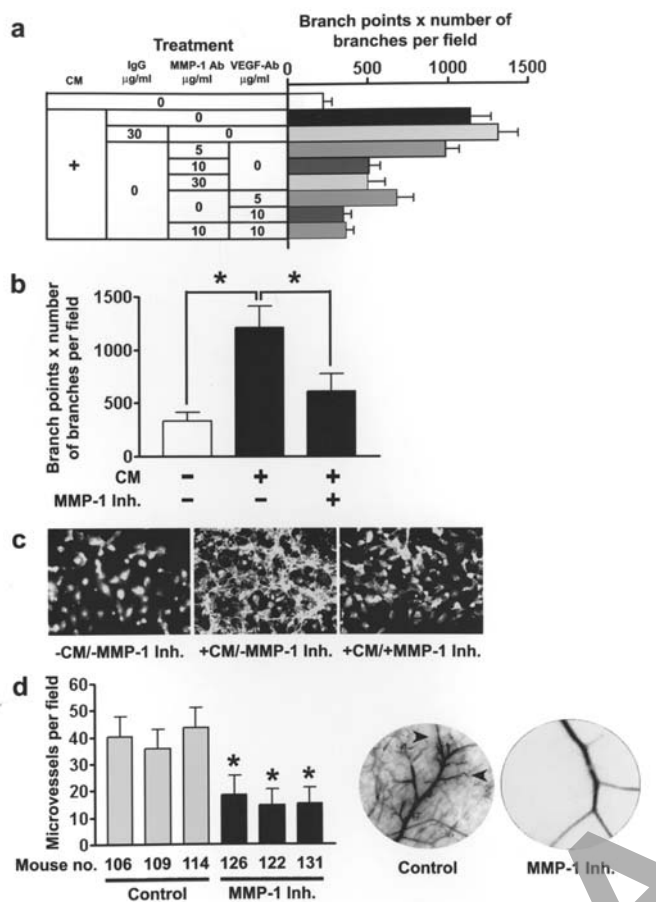 a
Branch points x number of
branches per field
Treatment
CM
IgG
µg/ml
MMP-1 Ab
µg/ml
VEGF-Ab
µg/ml
0 500 1000 1500
0
0
30 0
5
10 0
+ 30
0 5
0 10
10 10
b
Branch points x number
of branches per field
1500
1000
500
0
* *
CM - + +
MMP-1 Inh. - - +
c
-CM/-MMP-1 Inh. +CM/-MMP-1 Inh. +CM/+MMP-1 Inh.
d
Microvessels per field
60
50
40
30
20
10
0
* * *
Mouse no. 106 109 114 126 122 131
Control MMP-1 Inh.
Control MMP-1 Inh.